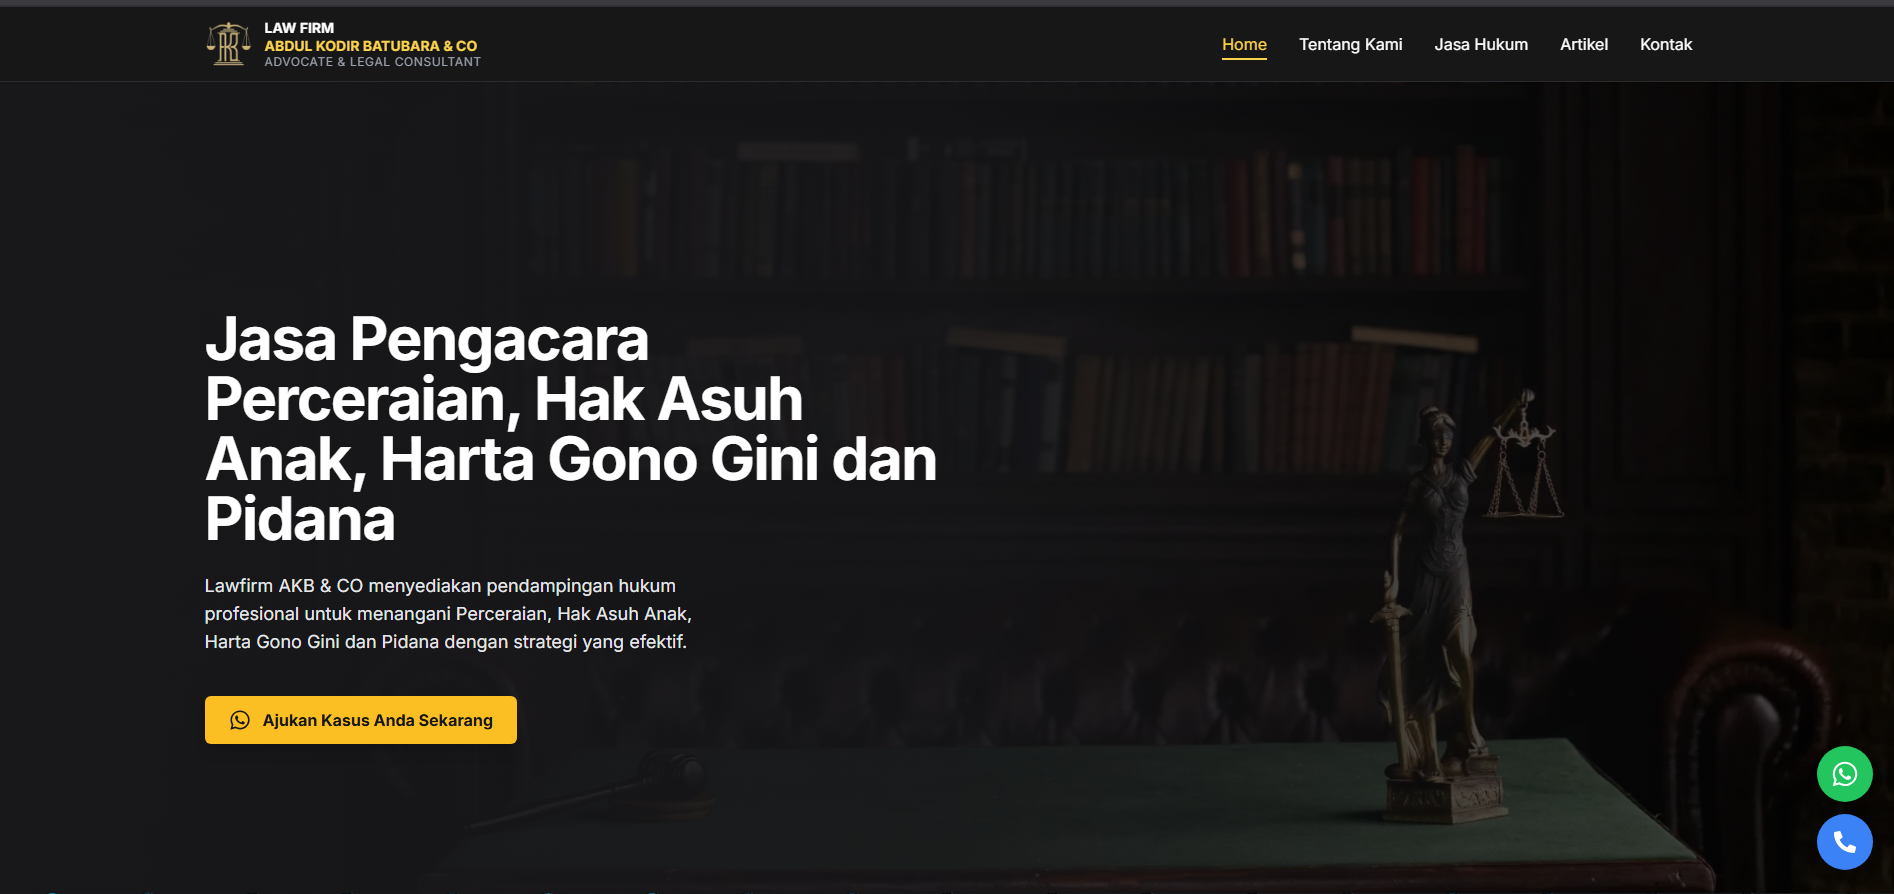 LAW FIRM
ABDUL KODIR BATUBARA & CO
ADVOCATE & LEGAL CONSULTANT
Home
Tentang Kami
Jasa Hukum
Artikel
Kontak
Jasa Pengacara
Perceraian, Hak Asuh
Anak, Harta Gono Gini dan
Pidana
Lawfirm AKB & CO menyediakan pendampingan hukum
profesional untuk menangani Perceraian, Hak Asuh Anak,
Harta Gono Gini dan Pidana dengan strategi yang efektif.
Ajukan Kasus Anda Sekarang